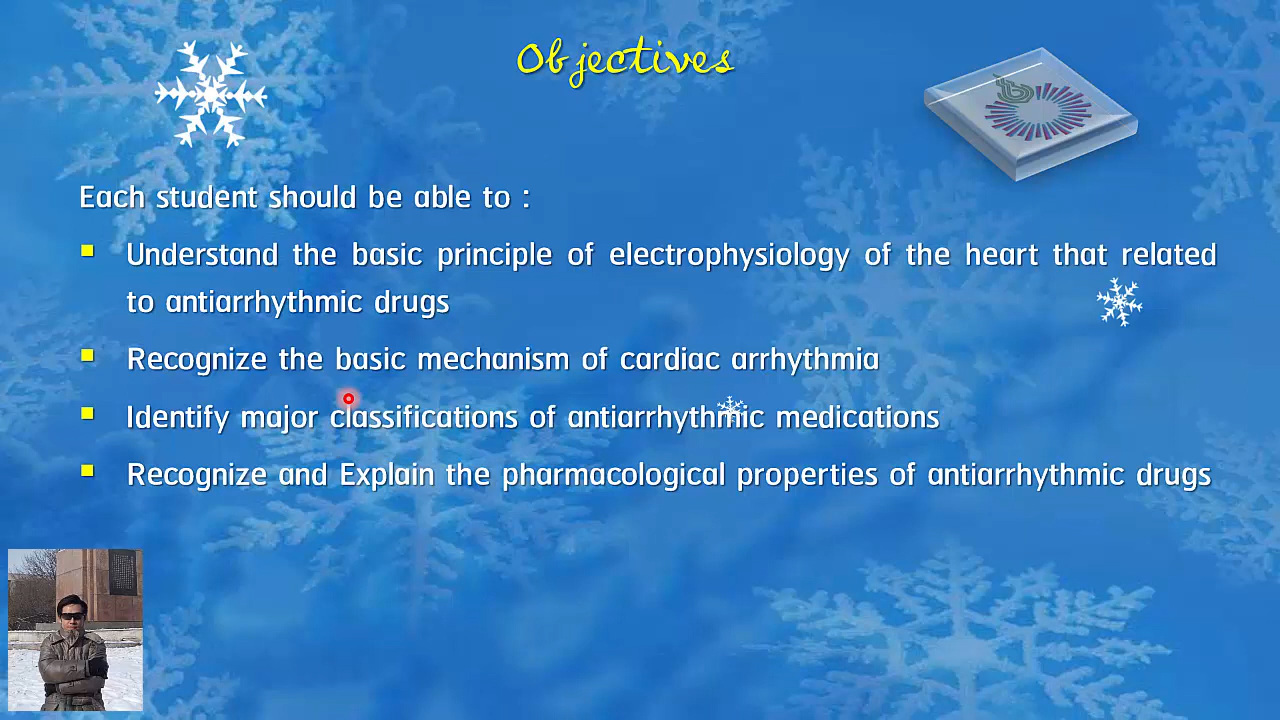 Objectives
Each student should be able to :
▪ Understand the basic principle of electrophysiology of the heart that related
to antiarrhythmic drugs
▪ Recognize the basic mechanism of cardiac arrhythmia
▪ Identify major classifications of antiarrhythmic medications
▪ Recognize and Explain the pharmacological properties of antiarrhythmic drugs